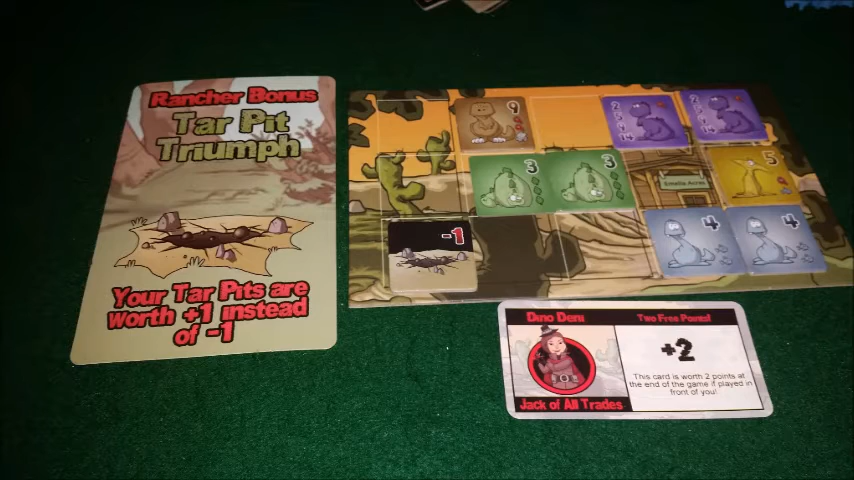 Rancher Bonus
Tar Pit
Triumph
Your Tar Pits are
worth +1 instead
of -1
9
3
3
5
-1
4
4
Dino Deni
Two Free Points!
+2
This card is worth 2 points at
the end of the game if played in
front of you!
Jack of All Trades